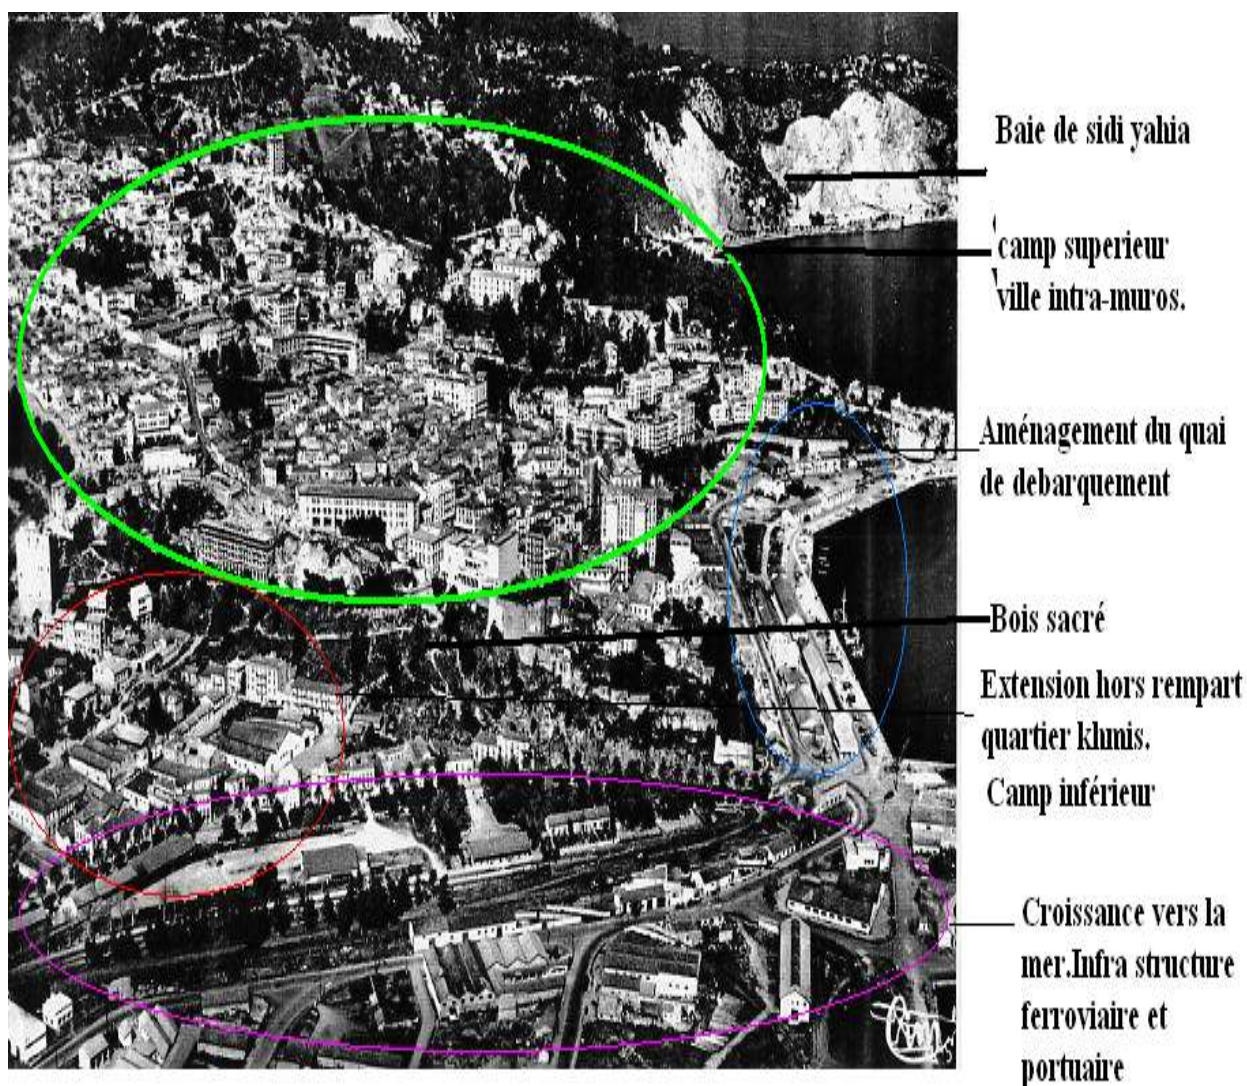 Baie de sidi yahia
camp superieur
ville intra-muros.
Aménagement du quai
de debarquement
Bois sacré
Extension hors rempart
quartier khmis.
Camp inférieur
Croissance vers la
mer.Infra structure
ferroviaire et
portuaire